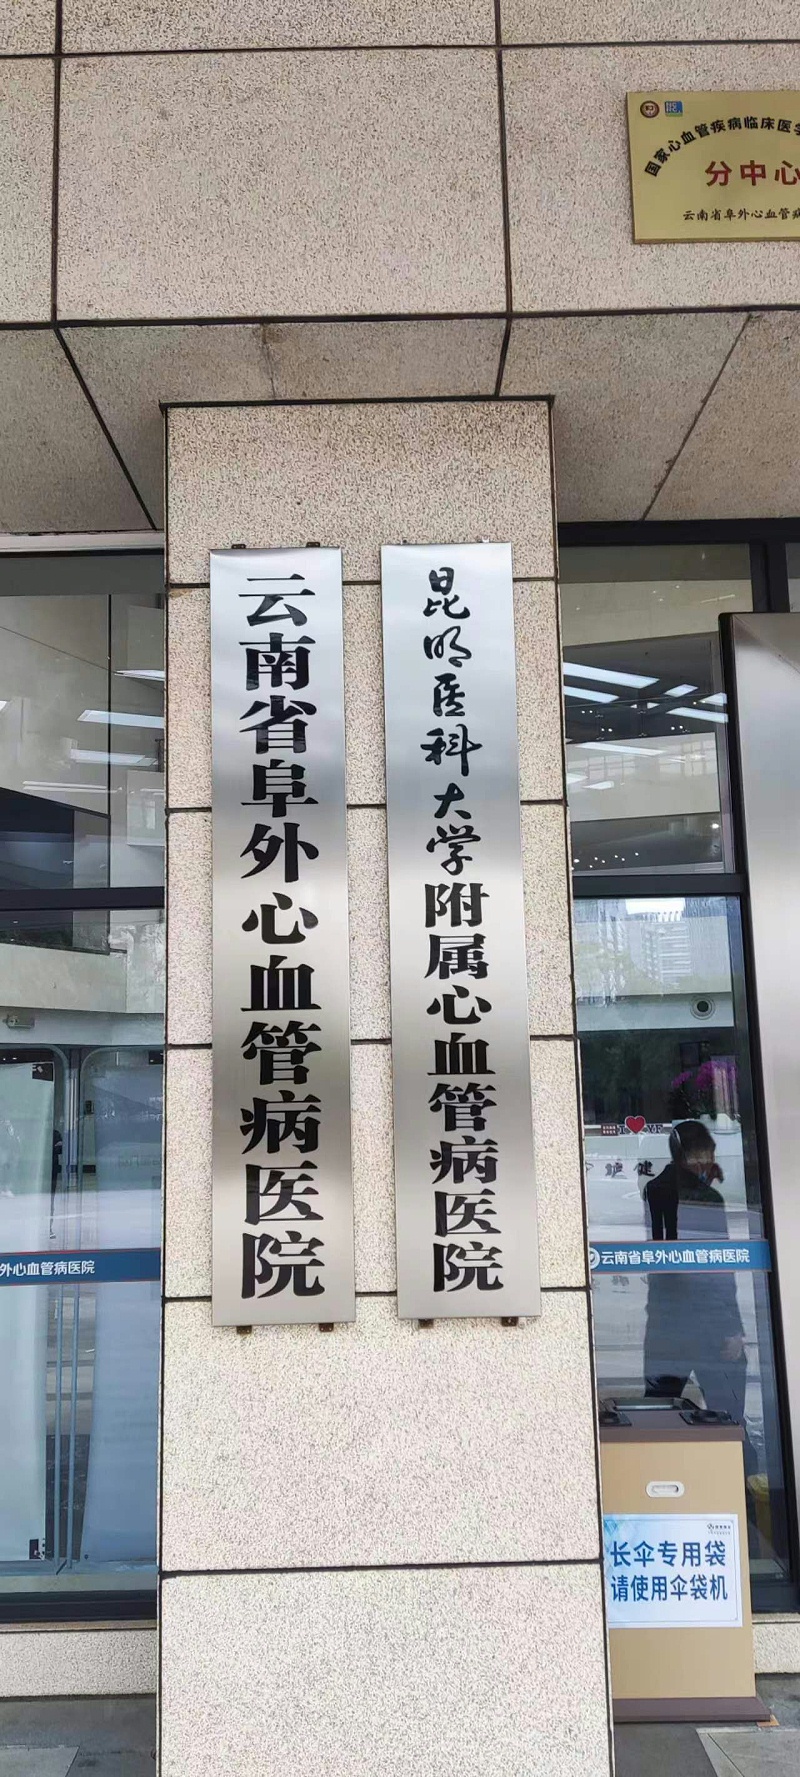 国家心血管疾病临床医学
分中心
云南省阜外心血管病
云南省阜外心血管病医院
昆明医科大学附属心血管病医院
外心血管病医院
云南省阜外心血管病医院
长伞专用袋
请使用伞袋机